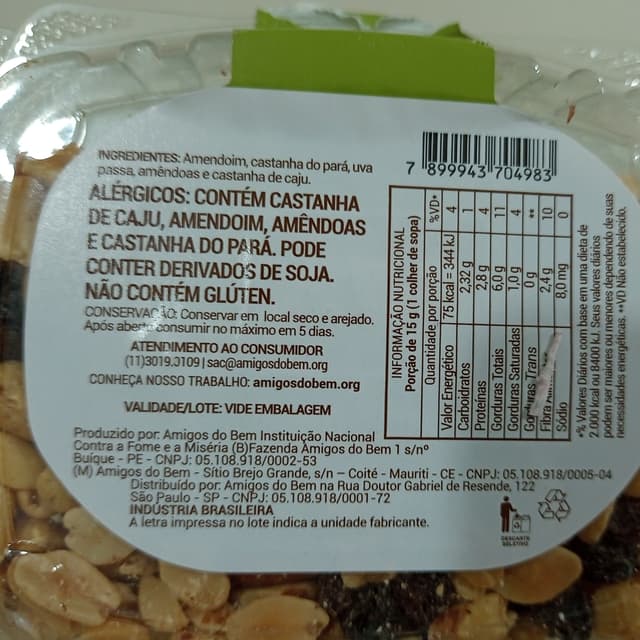 INGREDIENTES: Amendoim, castanha do pará, uva
passa, amêndoas e castanha de caju.
ALÉRGICOS: CONTÉM CASTANHA
DE CAJU, AMENDOIM, AMÊNDOAS
E CASTANHA DO PARÁ. PODE
CONTER DERIVADOS DE SOJA.
NÃO CONTÉM GLÚTEN.
CONSERVAÇÃO: Conservar em local seco e arejado.
Após aberto consumir no máximo em 5 dias.
ATENDIMENTO AO CONSUMIDOR
(11)3019.0109 | sac@amigosdobem.org
CONHEÇA NOSSO TRABALHO: amigosdobem.org
VALIDADE/LOTE: VIDE EMBALAGEM
Produzido por: Amigos do Bem Instituição Nacional
Contra a Fome e a Miséria (B)Fazenda Amigos do Bem 1 s/nº
Buíque - PE - CNPJ: 05.108.918/0002-53
(M) Amigos do Bem - Sítio Brejo Grande, s/n – Coité - Mauriti - CE - CNPJ: 05.108.918/0005-04
Distribuído por: Amigos do Bem na Rua Doutor Gabriel de Resende, 122
São Paulo - SP - CNPJ: 05.108.918/0001-72
INDÚSTRIA BRASILEIRA
A letra impressa no lote indica a unidade fabricante.
7 899943 704983
INFORMAÇÃO NUTRICIONAL
Porção de 15 g (1 colher de sopa)
Quantidade por porção %VD*
Valor Energético 75 kcal = 344 kJ 4
Carboidratos 2,32 g 1
Proteínas 2,8 g 4
Gorduras Totais 6,0 g 11
Gorduras Saturadas 1,0 g 4
Gorduras Trans 0 g **
Fibra 2,4 g 10
Sódio 8,0 mg 0
*% Valores Diários com base em uma dieta de
2.000 kcal ou 8400 kJ. Seus valores diários
podem ser maiores ou menores dependendo de suas
necessidades energéticas. **VD Não estabelecido.
DESCARTE
SELETIVO